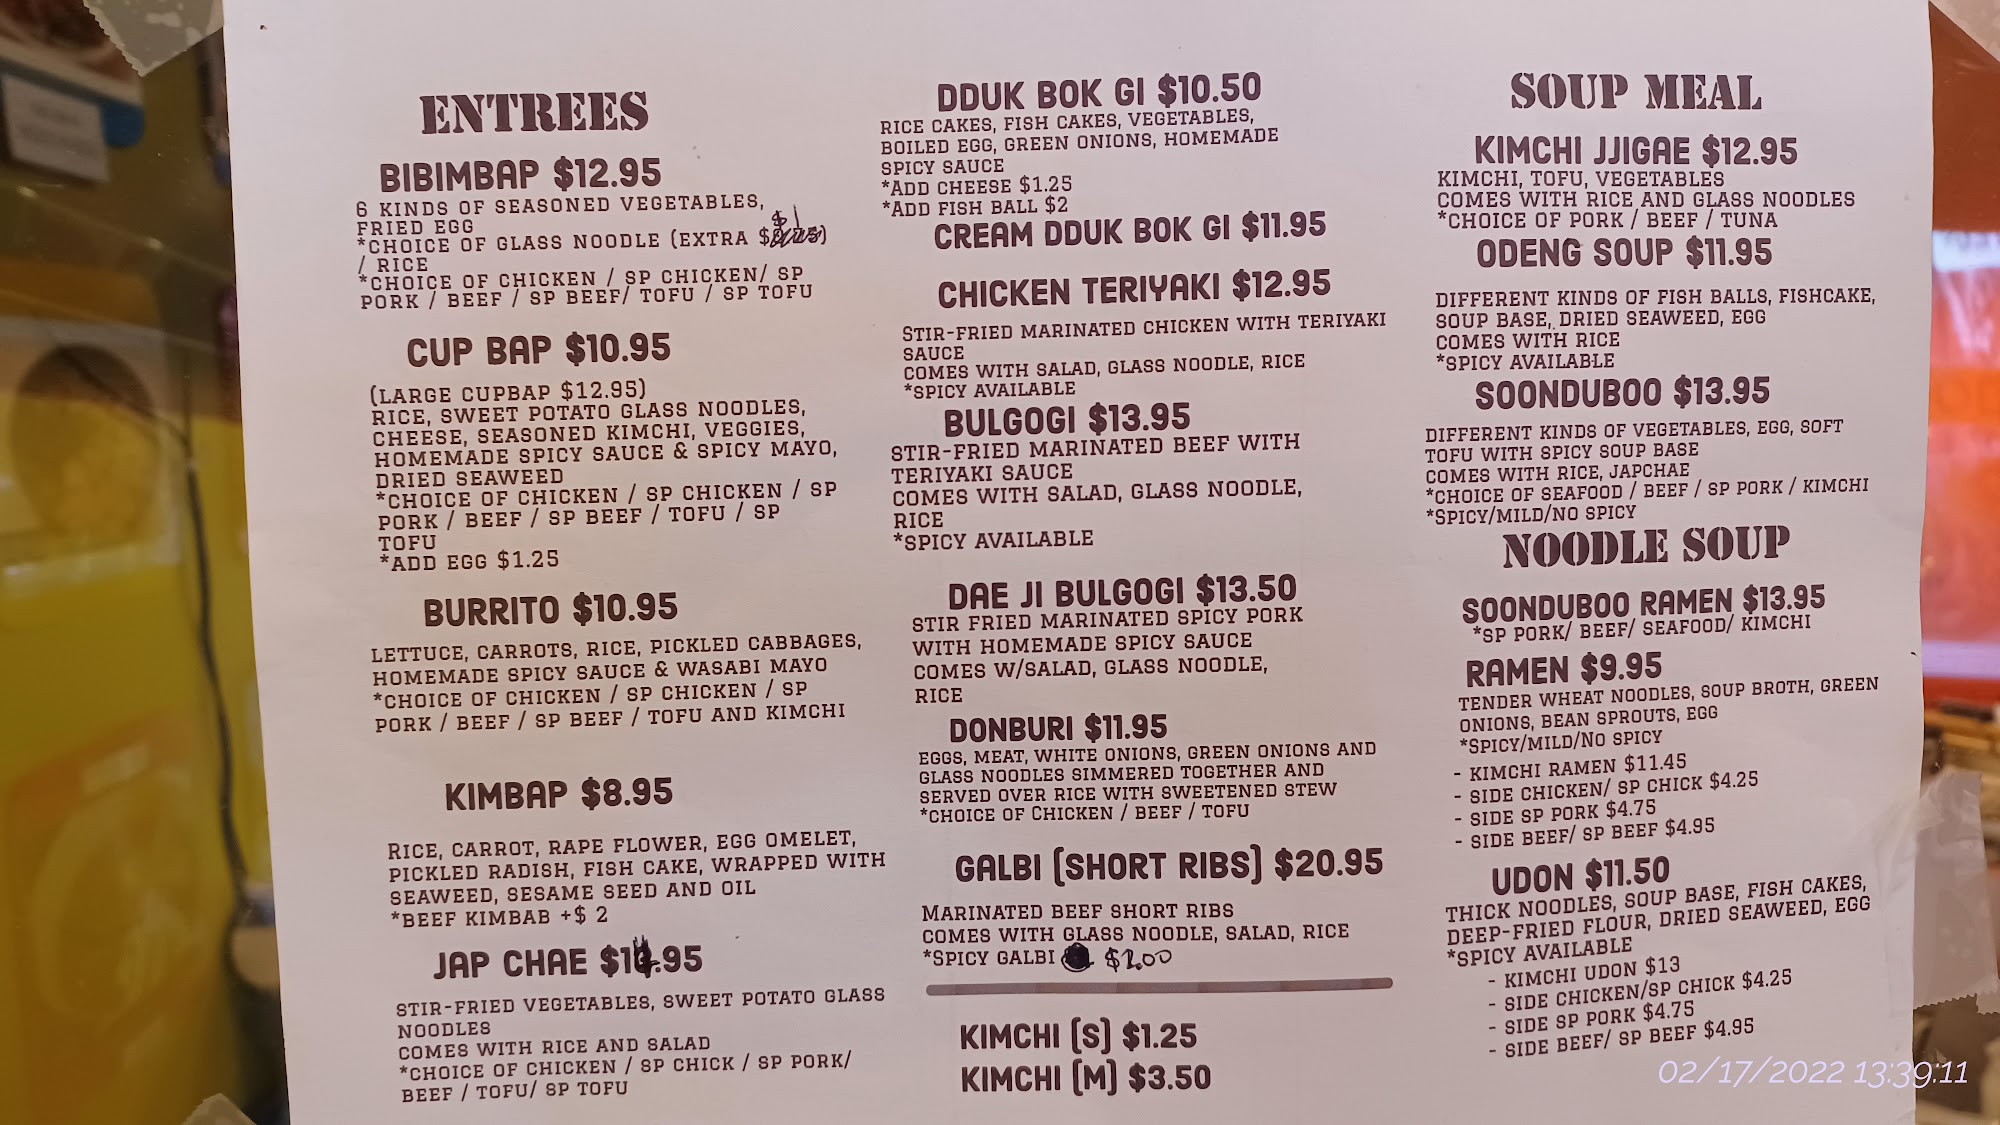 ENTREES
BIBIMBAP $12.95
6 KINDS OF SEASONED VEGETABLES,
FRIED EGG
*CHOICE OF GLASS NOODLE (EXTRA $1)
/ RICE
*CHOICE OF CHICKEN / SP CHICKEN/ SP
PORK / BEEF / SP BEEF/ TOFU / SP TOFU
CUP BAP $10.95
(LARGE CUPBAP $12.95)
RICE, SWEET POTATO GLASS NOODLES,
CHEESE, SEASONED KIMCHI, VEGGIES,
HOMEMADE SPICY SAUCE & SPICY MAYO,
DRIED SEAWEED
*CHOICE OF CHICKEN / SP CHICKEN / SP
PORK / BEEF / SP BEEF / TOFU / SP
TOFU
*ADD EGG $1.25
BURRITO $10.95
LETTUCE, CARROTS, RICE, PICKLED CABBAGES,
HOMEMADE SPICY SAUCE & WASABI MAYO
*CHOICE OF CHICKEN / SP CHICKEN / SP
PORK / BEEF / SP BEEF / TOFU AND KIMCHI
KIMBAP $8.95
RICE, CARROT, RAPE FLOWER, EGG OMELET,
PICKLED RADISH, FISH CAKE, WRAPPED WITH
SEAWEED, SESAME SEED AND OIL
*BEEF KIMBAB +$ 2
JAP CHAE
STIR-FRIED VEGETABLES, SWEET POTATO GLASS
NOODLES
COMES WITH RICE AND SALAD
*CHOICE OF CHICKEN / SP CHICK / SP PORK/
BEEF / TOFU/ SP TOFU
DDUK BOK GI $10.50
RICE CAKES, FISH CAKES, VEGETABLES,
BOILED EGG, GREEN ONIONS, HOMEMADE
SPICY SAUCE
*ADD CHEESE $1.25
*ADD FISH BALL $2
CREAM DDUK BOK GI $11.95
CHICKEN TERIYAKI $12.95
STIR-FRIED MARINATED CHICKEN WITH TERIYAKI
SAUCE
COMES WITH SALAD, GLASS NOODLE, RICE
*SPICY AVAILABLE
BULGOGI $13.95
STIR-FRIED MARINATED BEEF WITH
TERIYAKI SAUCE
COMES WITH SALAD, GLASS NOODLE,
RICE
*SPICY AVAILABLE
DAE JI BULGOGI $13.50
STIR FRIED MARINATED SPICY PORK
WITH HOMEMADE SPICY SAUCE
COMES W/SALAD, GLASS NOODLE,
RICE
DONBURI $11.95
EGGS, MEAT, WHITE ONIONS, GREEN ONIONS AND
GLASS NOODLES SIMMERED TOGETHER AND
SERVED OVER RICE WITH SWEETENED STEW
*CHOICE OF CHICKEN / BEEF / TOFU
GALBI (SHORT RIBS) $20.95
MARINATED BEEF SHORT RIBS
COMES WITH GLASS NOODLE, SALAD, RICE
*SPICY GALBI $1.00
KIMCHI (S) $1.25
KIMCHI (M) $3.50
SOUP MEAL
KIMCHI JJIGAE $12.95
KIMCHI, TOFU, VEGETABLES
COMES WITH RICE AND GLASS NOODLES
*CHOICE OF PORK / BEEF / TUNA
ODENG SOUP $11.95
DIFFERENT KINDS OF FISH BALLS, FISHCAKE,
SOUP BASE, DRIED SEAWEED, EGG
COMES WITH RICE
*SPICY AVAILABLE
SOONDUBOO $13.95
DIFFERENT KINDS OF VEGETABLES, EGG, SOFT
TOFU WITH SPICY SOUP BASE
COMES WITH RICE, JAPCHAE
*CHOICE OF SEAFOOD / BEEF / SP PORK / KIMCHI
*SPICY/MILD/NO SPICY
NOODLE SOUP
SOONDUBOO RAMEN $13.95
*SP PORK/ BEEF/ SEAFOOD/ KIMCHI
RAMEN $9.95
TENDER WHEAT NOODLES, SOUP BROTH, GREEN
ONIONS, BEAN SPROUTS, EGG
*SPICY/MILD/NO SPICY
- KIMCHI RAMEN $11.45
- SIDE CHICKEN/ SP CHICK $4.25
- SIDE SP PORK $4.75
- SIDE BEEF/ SP BEEF $4.95
UDON $11.50
THICK NOODLES, SOUP BASE, FISH CAKES,
DEEP-FRIED FLOUR, DRIED SEAWEED, EGG
*SPICY AVAILABLE
- KIMCHI UDON $13
- SIDE CHICKEN/SP CHICK $4.25
- SIDE SP PORK $4.75
- SIDE BEEF/ SP BEEF $4.95
02/17/2022 13:39:11